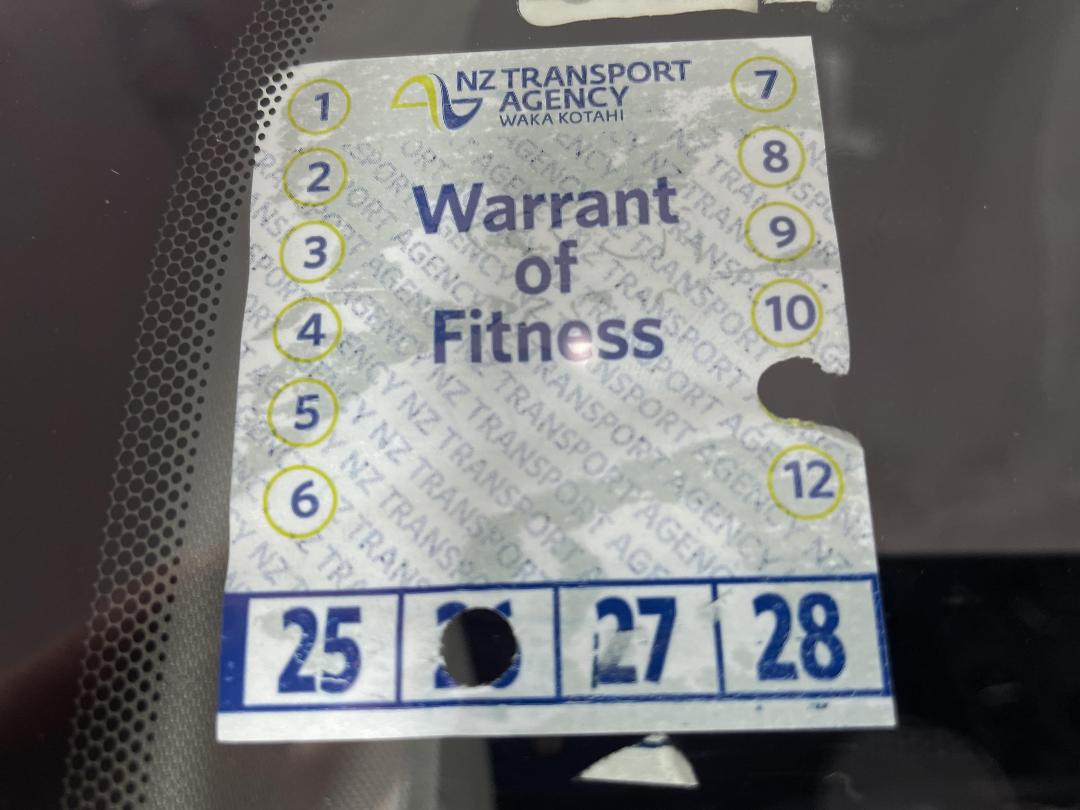 NZ TRANSPORT
AGENCY
WAKA KOTAHI
Warrant
of
Fitness
1
2
3
4
5
6
7
8
9
10
12
25
27
28